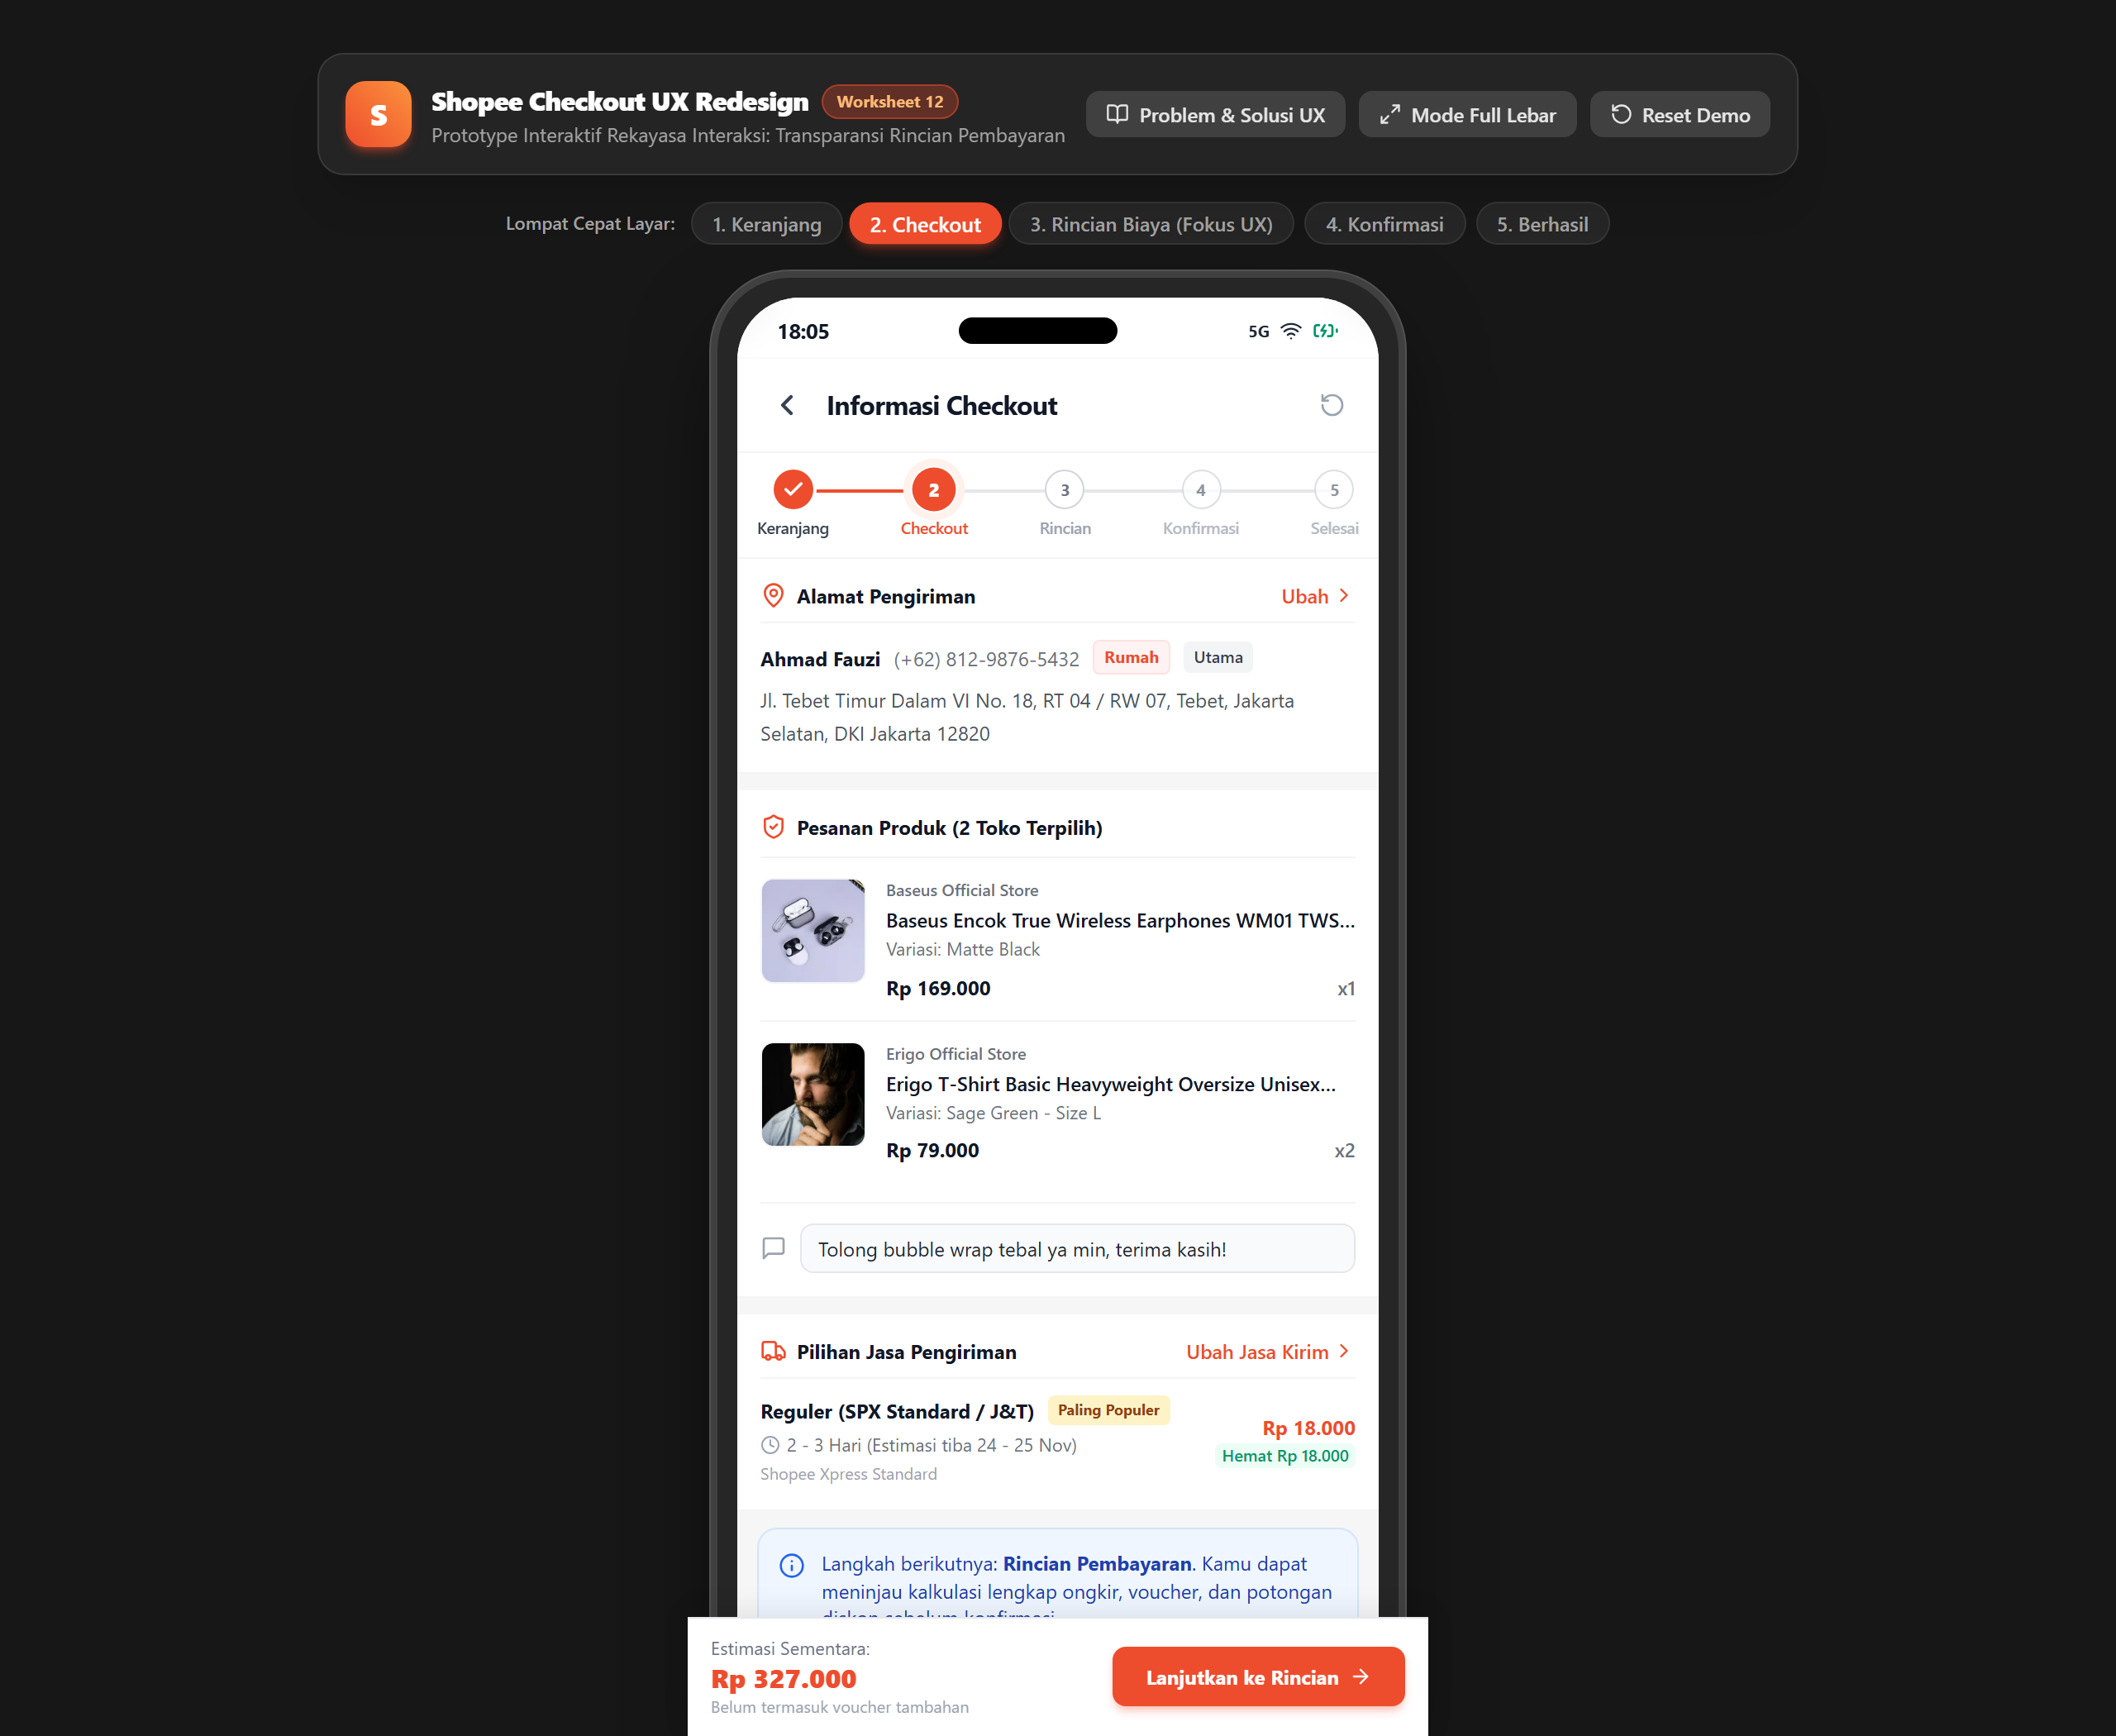 S
Shopee Checkout UX Redesign
Worksheet 12
Prototype Interaktif Rekayasa Interaksi: Transparansi Rincian Pembayaran
Problem & Solusi UX
Mode Full Lebar
Reset Demo
Lompat Cepat Layar:
1. Keranjang
2. Checkout
3. Rincian Biaya (Fokus UX)
4. Konfirmasi
5. Berhasil
18:05
5G
Informasi Checkout
2
3
4
5
Keranjang
Checkout
Rincian
Konfirmasi
Selesai
Alamat Pengiriman
Ubah
Ahmad Fauzi (+62) 812-9876-5432
Rumah
Utama
Jl. Tebet Timur Dalam VI No. 18, RT 04 / RW 07, Tebet, Jakarta
Selatan, DKI Jakarta 12820
Pesanan Produk (2 Toko Terpilih)
Baseus Official Store
Baseus Encok True Wireless Earphones WM01 TWS...
Variasi: Matte Black
Rp 169.000
x1
Erigo Official Store
Erigo T-Shirt Basic Heavyweight Oversize Unisex...
Variasi: Sage Green - Size L
Rp 79.000
x2
Tolong bubble wrap tebal ya min, terima kasih!
Pilihan Jasa Pengiriman
Ubah Jasa Kirim
Reguler (SPX Standard / J&T)
Paling Populer
Rp 18.000
2 - 3 Hari (Estimasi tiba 24 - 25 Nov)
Hemat Rp 18.000
Shopee Xpress Standard
Langkah berikutnya: Rincian Pembayaran. Kamu dapat
meninjau kalkulasi lengkap ongkir, voucher, dan potongan
diskon sebelum konfirmasi.
Estimasi Sementara:
Rp 327.000
Belum termasuk voucher tambahan
Lanjutkan ke Rincian